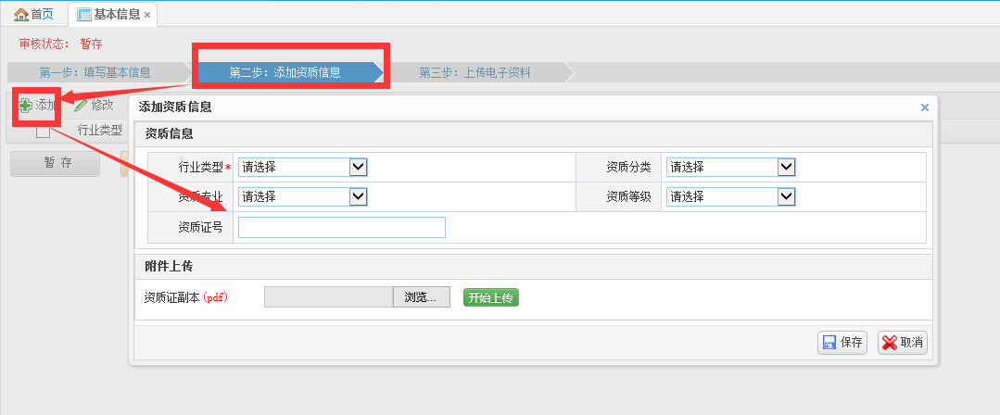 首页 基本信息 ×
审核状态： 暂存
第一步：填写基本信息 第二步：添加资质信息 第三步：上传电子资料
添加 修改
行业类型
暂 存
添加资质信息 ×
资质信息
行业类型* 请选择 资质分类 请选择
资质专业 请选择 资质等级 请选择
资质证号
附件上传
资质证副本(pdf) 浏览... 开始上传
保存 取消